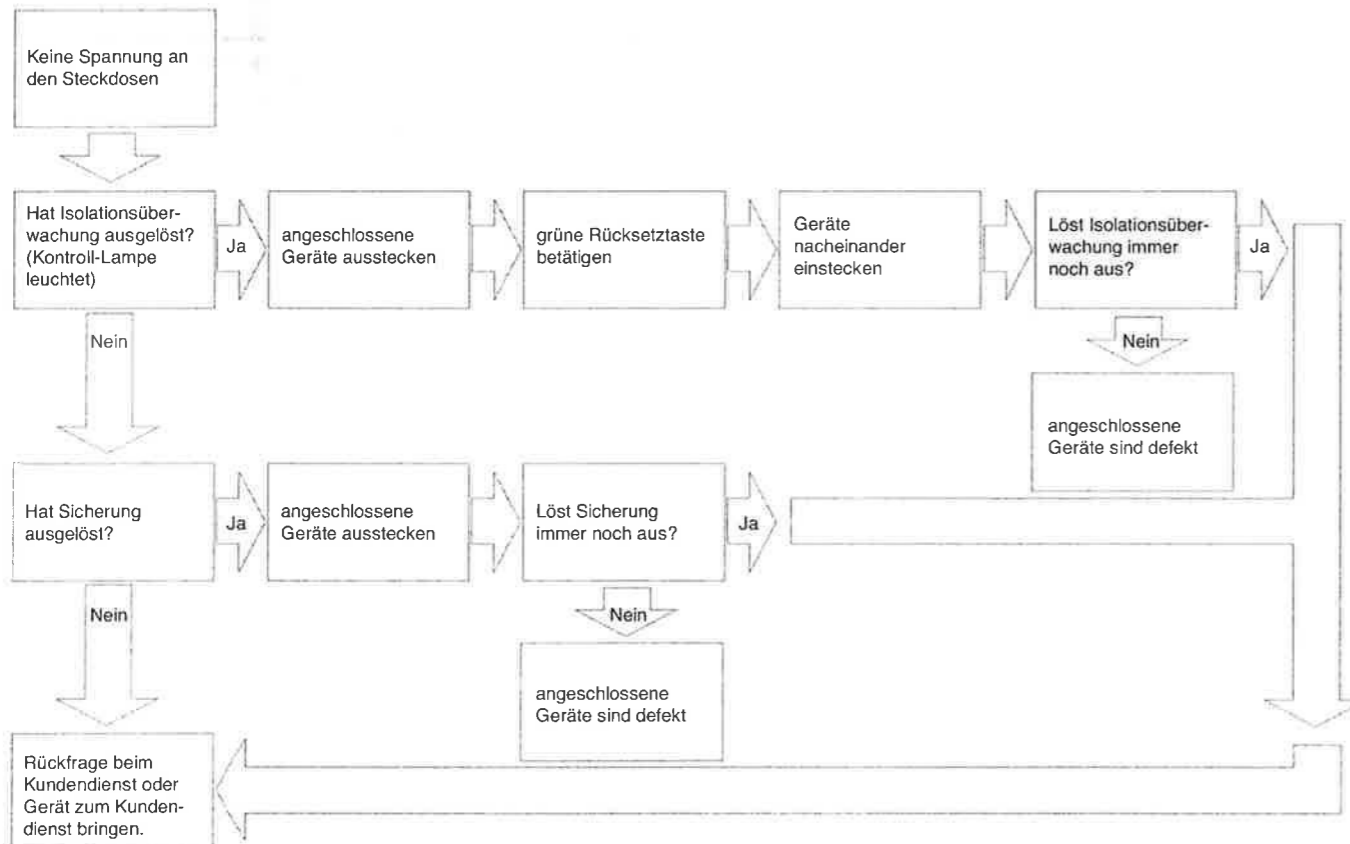 Keine Spannung an
den Steckdosen
Hat Isolationsüber-
wachung ausgelöst?
(Kontroll-Lampe
leuchtet)
Ja
angeschlossene
Geräte ausstecken
grüne Rücksetztaste
betätigen
Geräte
nacheinander
einstecken
Löst Isolationsüber-
wachung immer
noch aus?
Ja
Nein
Nein
angeschlossene
Geräte sind defekt
Hat Sicherung
ausgelöst?
Ja
angeschlossene
Geräte ausstecken
Löst Sicherung
immer noch aus?
Ja
Nein
Nein
angeschlossene
Geräte sind defekt
Rückfrage beim
Kundendienst oder
Gerät zum Kunden-
dienst bringen.